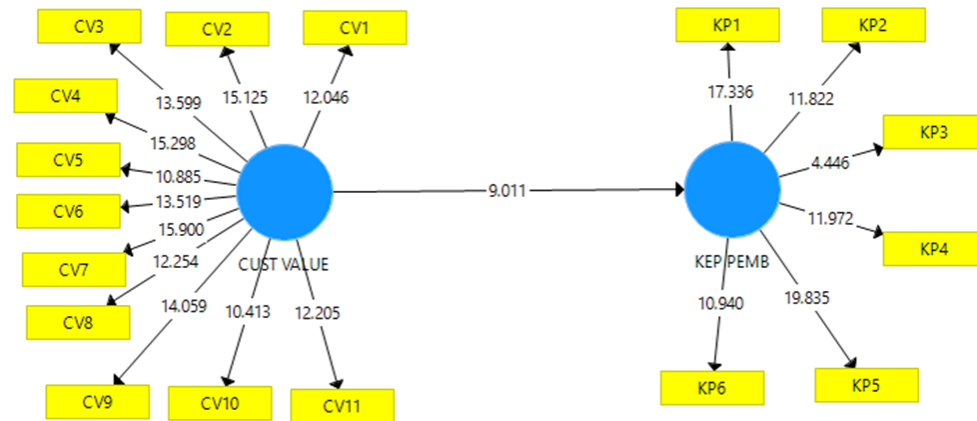 CV3
CV2
CV1
KP1
KP2
CV4
13.599
15.125
12.046
17.336
11.822
CV5
15.298
KP3
10.885
4.446
CV6
13.519
9.011
15.900
11.972
CV7
12.254
CUST VALUE
KEP PEMB
KP4
14.059
10.413
12.205
10.940
19.835
CV8
CV9
CV10
CV11
KP6
KP5